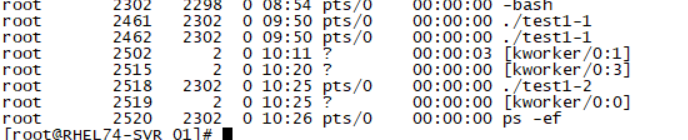 root 2302 2298 0 08:54 pts/0 00:00:00 -bash
root 2461 2302 0 09:50 pts/0 00:00:00 ./test1-1
root 2462 2302 0 09:50 pts/0 00:00:00 ./test1-1
root 2502 2 0 10:11 ? 00:00:03 [kworker/0:1]
root 2515 2 0 10:20 ? 00:00:00 [kworker/0:3]
root 2518 2302 0 10:25 pts/0 00:00:00 ./test1-2
root 2519 2 0 10:25 ? 00:00:00 [kworker/0:0]
root 2520 2302 0 10:26 pts/0 00:00:00 ps -ef
[root@RHEL74-SVR 01]#